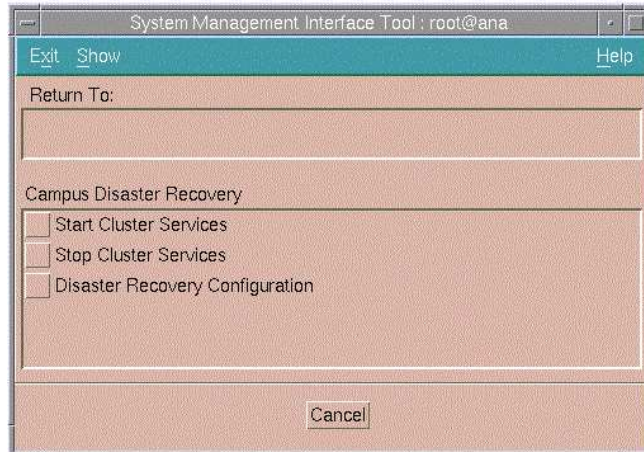 System Management Interface Tool : root@ana
Exit Show Help
Return To:
Campus Disaster Recovery
Start Cluster Services
Stop Cluster Services
Disaster Recovery Configuration
Cancel